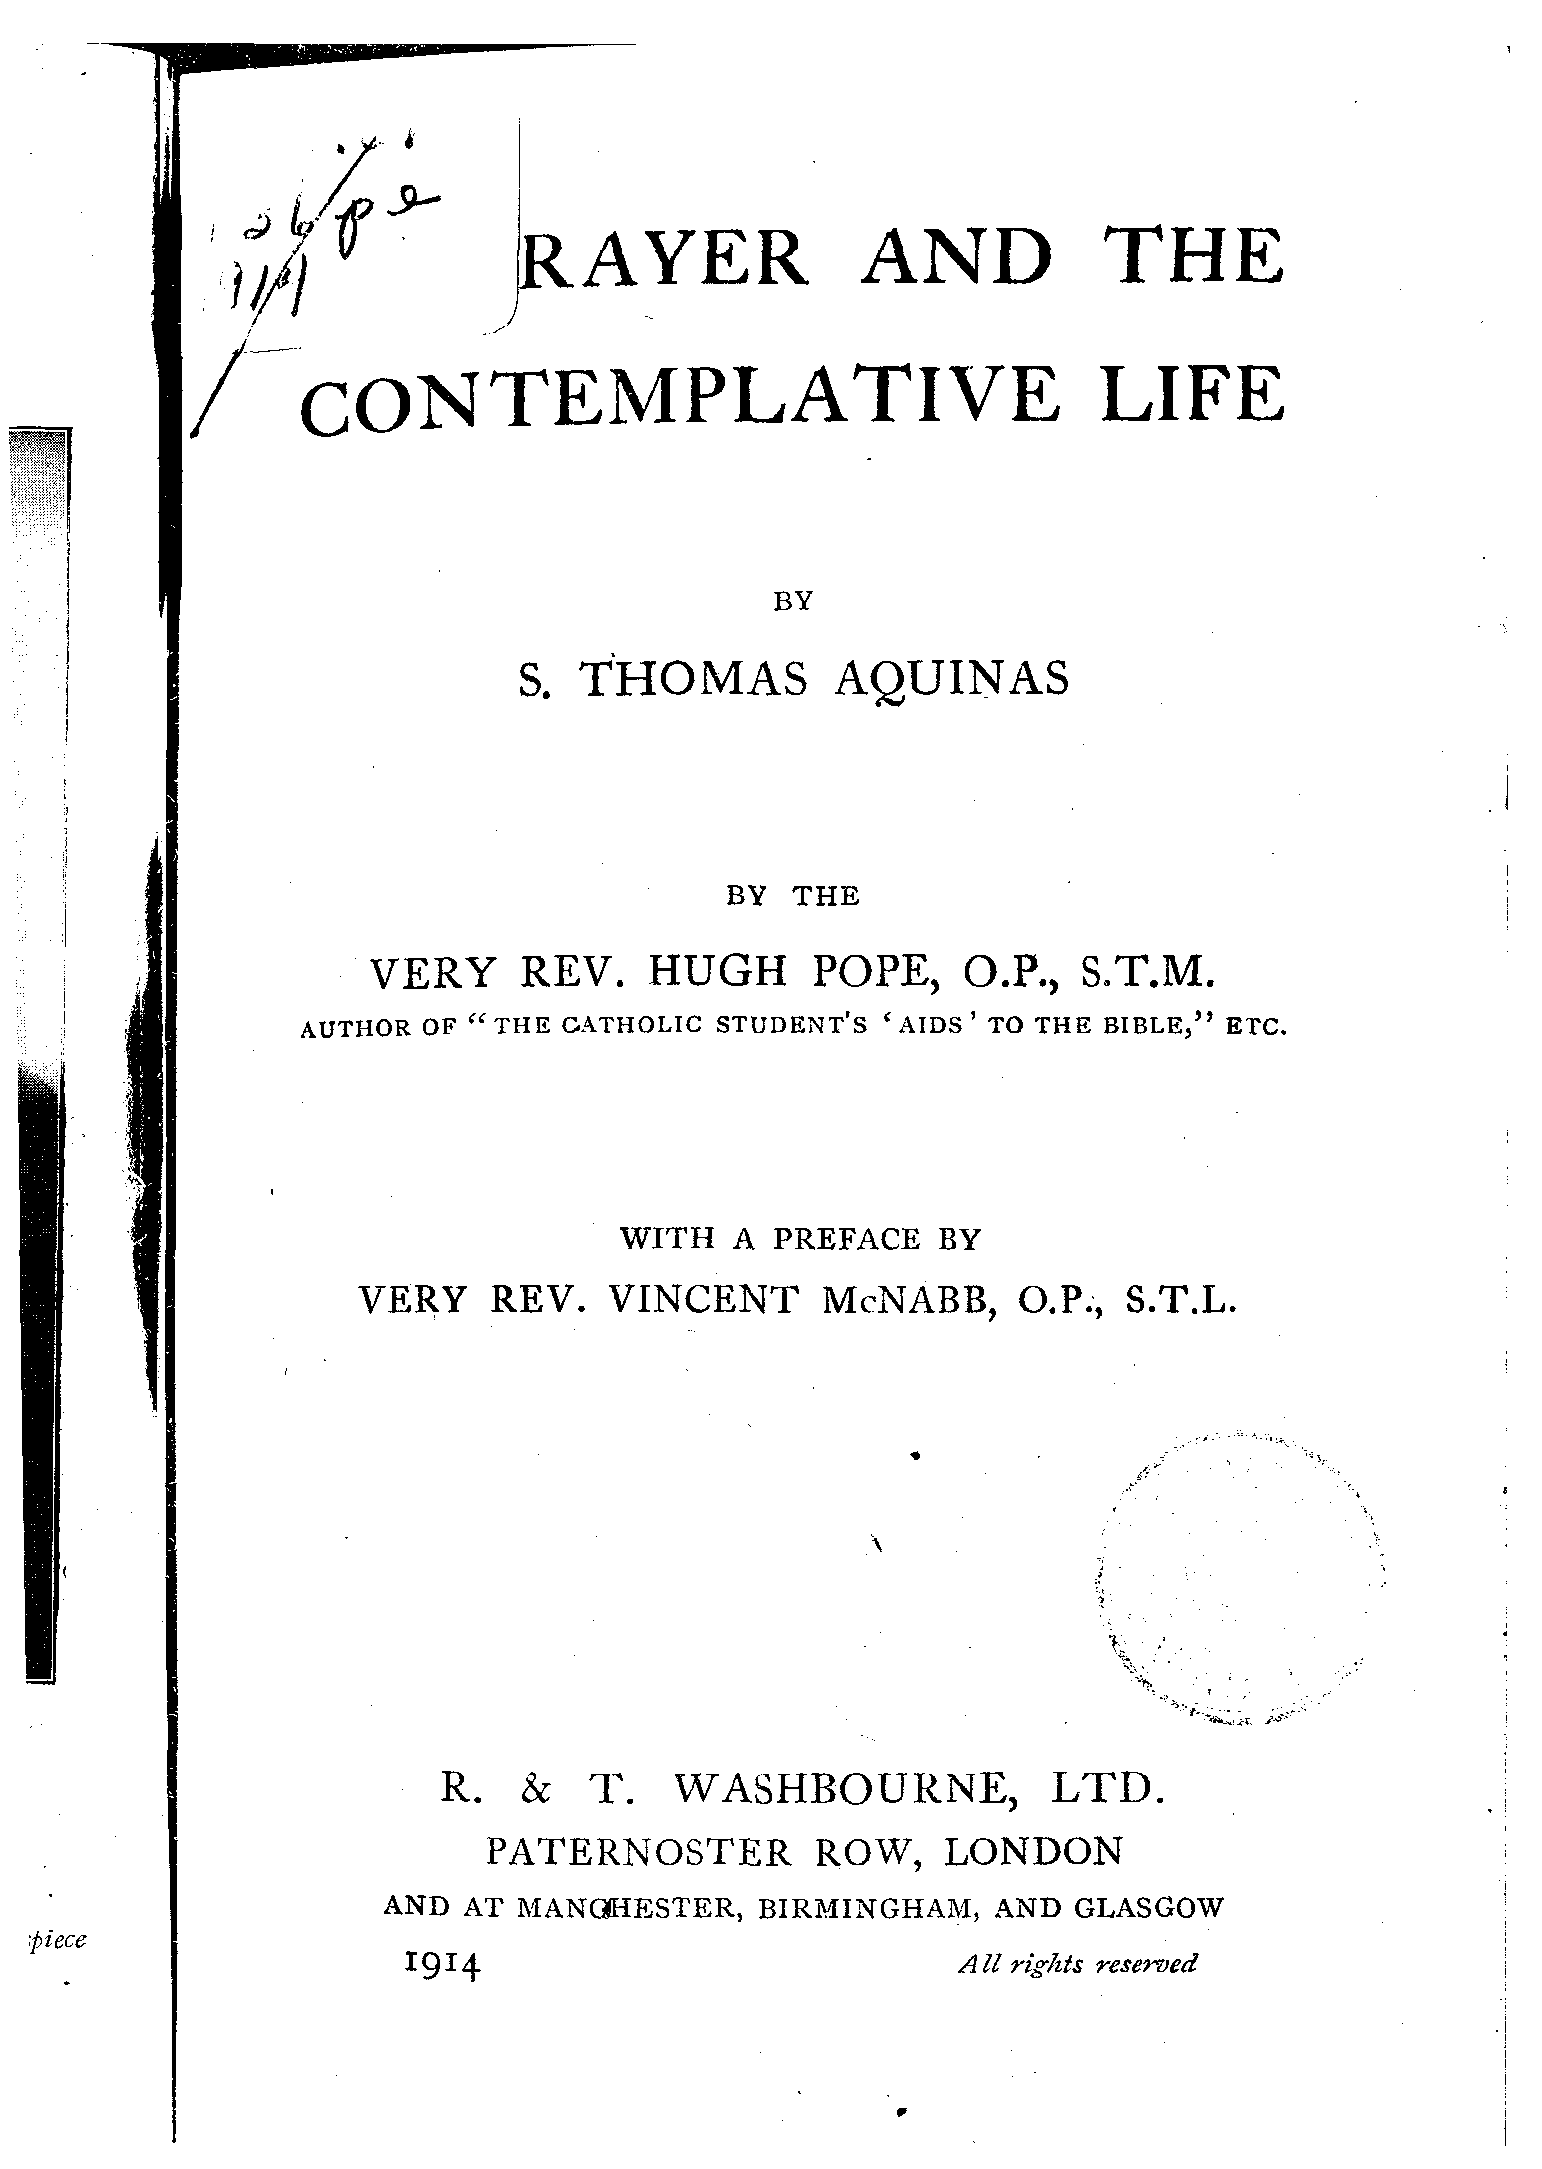 RAYER AND THE
CONTEMPLATIVE LIFE
BY
S. THOMAS AQUINAS
BY THE
VERY REV. HUGH POPE, O.P., S.T.M.
AUTHOR OF “THE CATHOLIC STUDENT'S ‘AIDS’ TO THE BIBLE,” ETC.
WITH A PREFACE BY
VERY REV. VINCENT McNABB, O.P., S.T.L.
R. & T. WASHBOURNE, LTD.
PATERNOSTER ROW, LONDON
AND AT MANCHESTER, BIRMINGHAM, AND GLASGOW
1914 All rights reserved
piece